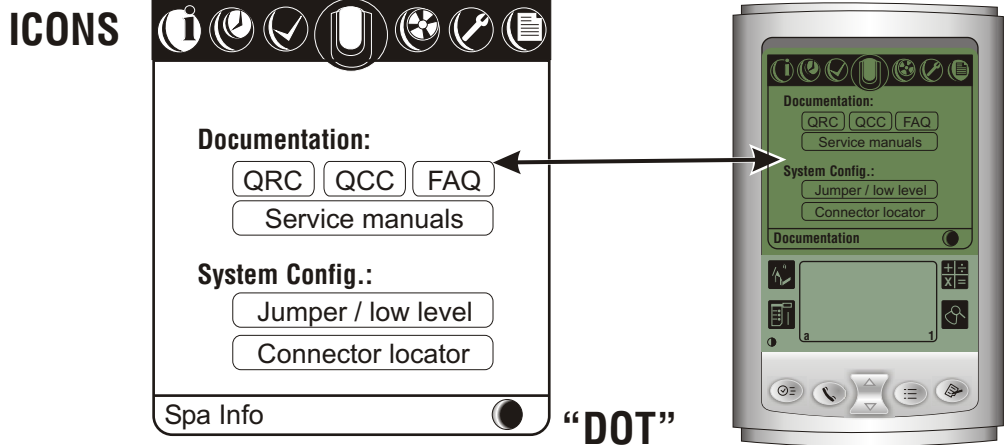 ICONS
Documentation:
QRC QCC FAQ
Service manuals
System Config.:
Jumper / low level
Connector locator
Spa Info
“DOT”
Documentation:
QRC QCC FAQ
Service manuals
System Config.:
Jumper / low level
Connector locator
Documentation
+ ÷
x =
a 1